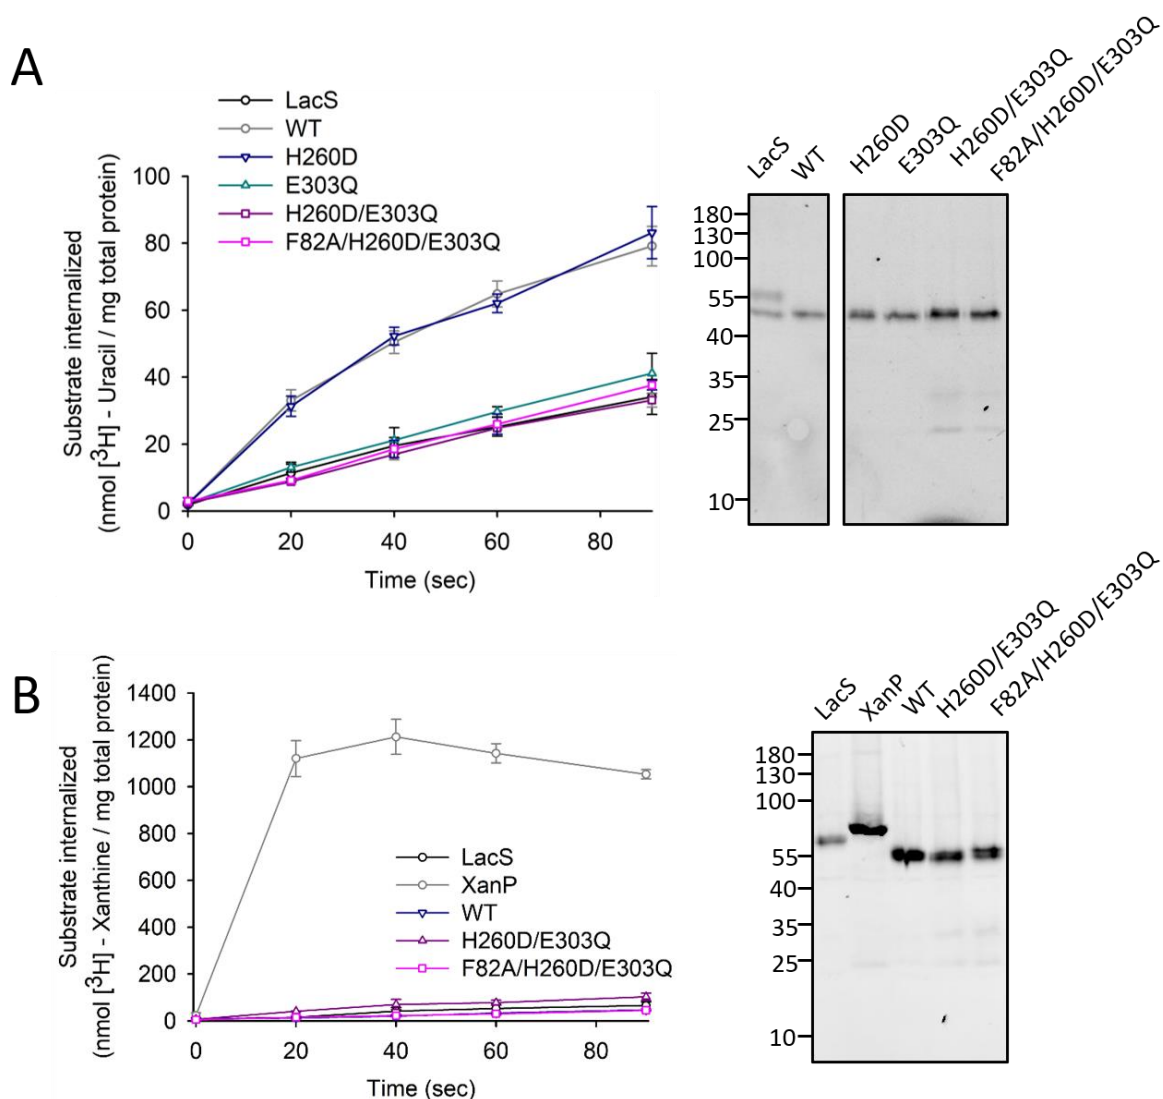 A
LacS
WT
H260D
E303Q
H260D/E303Q
F82A/H260D/E303Q
Substrate internalized
(nmol [3H] - Uracil / mg total protein)
100
80
60
40
20
0
0 20 40 60 80
Time (sec)
LacS WT H260D E303Q H260D/E303Q F82A/H260D/E303Q
180
130
100
55
40
35
25
10
B
Substrate internalized
(nmol [3H] - Xanthine / mg total protein)
1400
1200
1000
800
600
400
200
0
LacS
XanP
WT
H260D/E303Q
F82A/H260D/E303Q
0 20 40 60 80
Time (sec)
LacS XanP WT H260D/E303Q F82A/H260D/E303Q
180
130
100
55
40
35
25
10